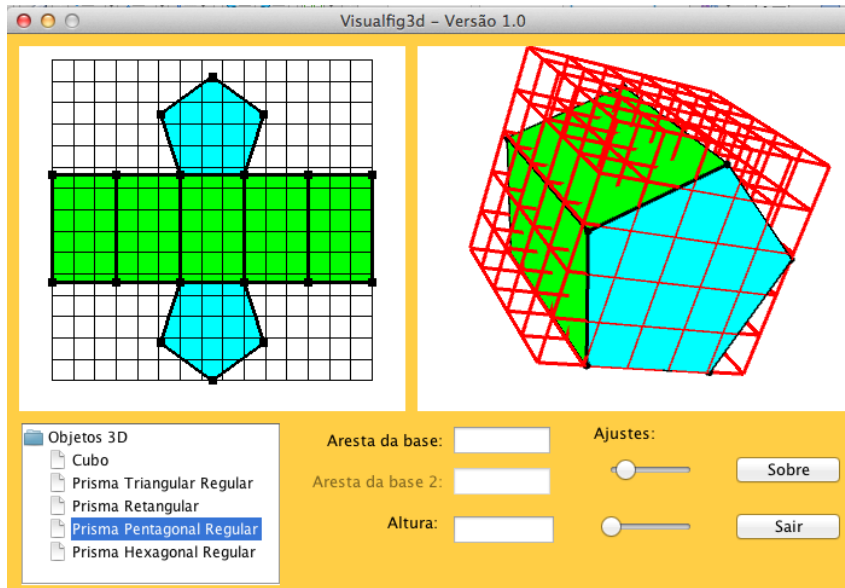 Visualfig3d – Versão 1.0
Objetos 3D
Cubo
Prisma Triangular Regular
Prisma Retangular
Prisma Pentagonal Regular
Prisma Hexagonal Regular
Aresta da base:
Aresta da base 2:
Altura:
Ajustes:
Sobre
Sair